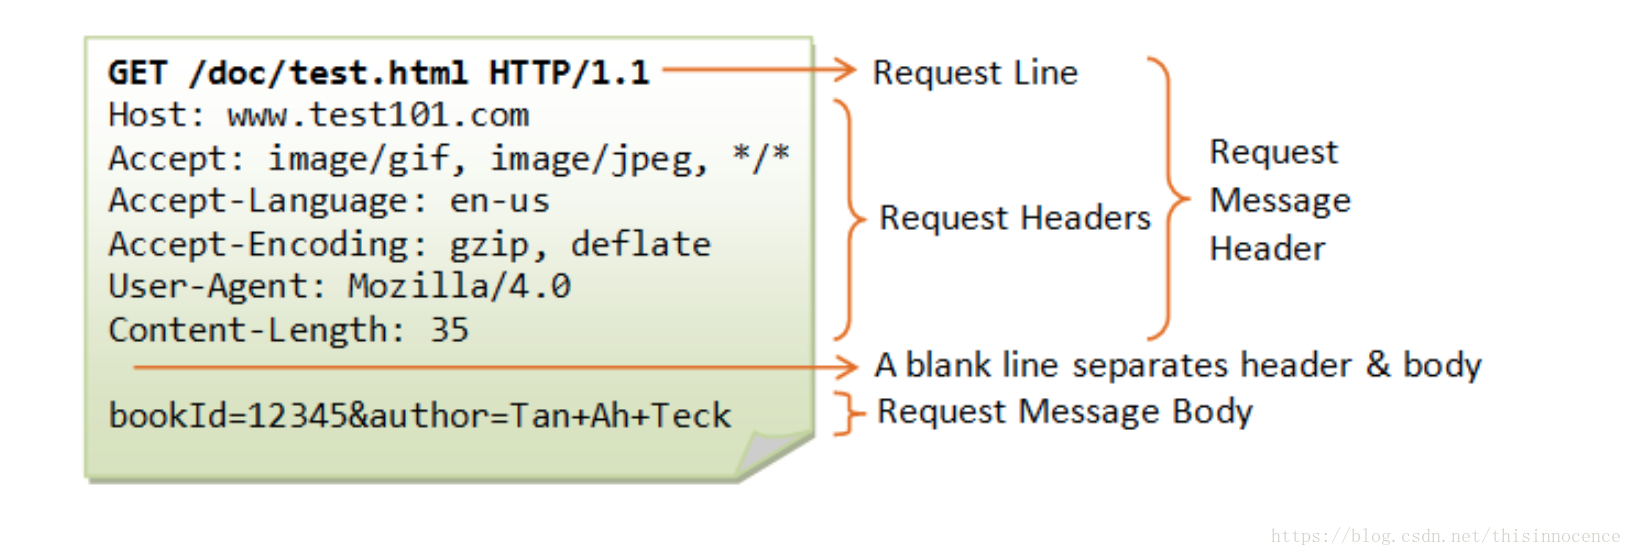 GET /doc/test.html HTTP/1.1
Host: www.test101.com
Accept: image/gif, image/jpeg, */*
Accept-Language: en-us
Accept-Encoding: gzip, deflate
User-Agent: Mozilla/4.0
Content-Length: 35
bookId=12345&author=Tan+Ah+Teck
Request Line
Request Headers
Request
Message
Header
A blank line separates header & body
Request Message Body
https://blog.csdn.net/thisinnocence